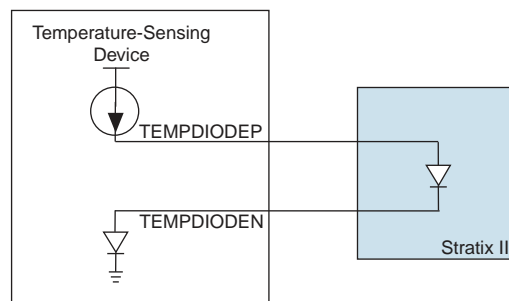 Temperature-Sensing
Device
TEMPDIODEP
TEMPDIODEN
Stratix II